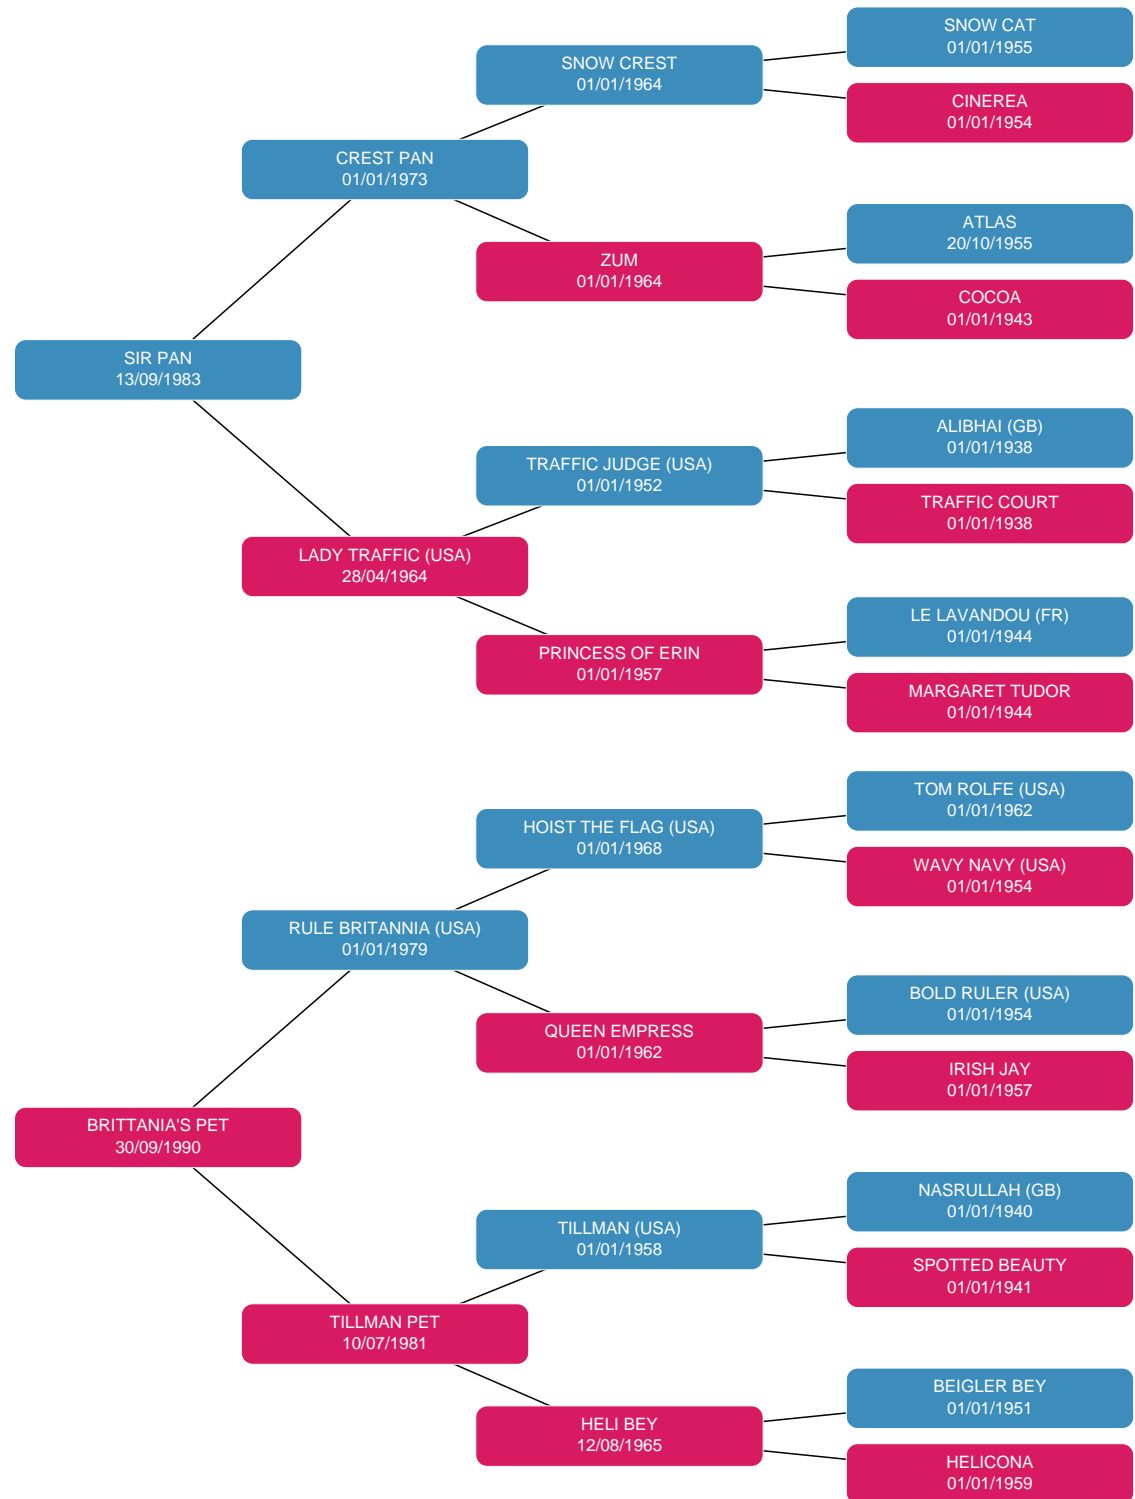 SNOW CAT
01/01/1955
SNOW CREST
01/01/1964
CINEREA
01/01/1954
CREST PAN
01/01/1973
ATLAS
20/10/1955
ZUM
01/01/1964
COCOA
01/01/1943
SIR PAN
13/09/1983
ALIBHAI (GB)
01/01/1938
TRAFFIC JUDGE (USA)
01/01/1952
TRAFFIC COURT
01/01/1938
LADY TRAFFIC (USA)
28/04/1964
LE LAVANDOU (FR)
01/01/1944
PRINCESS OF ERIN
01/01/1957
MARGARET TUDOR
01/01/1944
TOM ROLFE (USA)
01/01/1962
HOIST THE FLAG (USA)
01/01/1968
WAVY NAVY (USA)
01/01/1954
RULE BRITANNIA (USA)
01/01/1979
BOLD RULER (USA)
01/01/1954
QUEEN EMPRESS
01/01/1962
IRISH JAY
01/01/1957
BRITTANIA'S PET
30/09/1990
NASRULLAH (GB)
01/01/1940
TILLMAN (USA)
01/01/1958
SPOTTED BEAUTY
01/01/1941
TILLMAN PET
10/07/1981
BEIGLER BEY
01/01/1951
HELI BEY
12/08/1965
HELICONA
01/01/1959